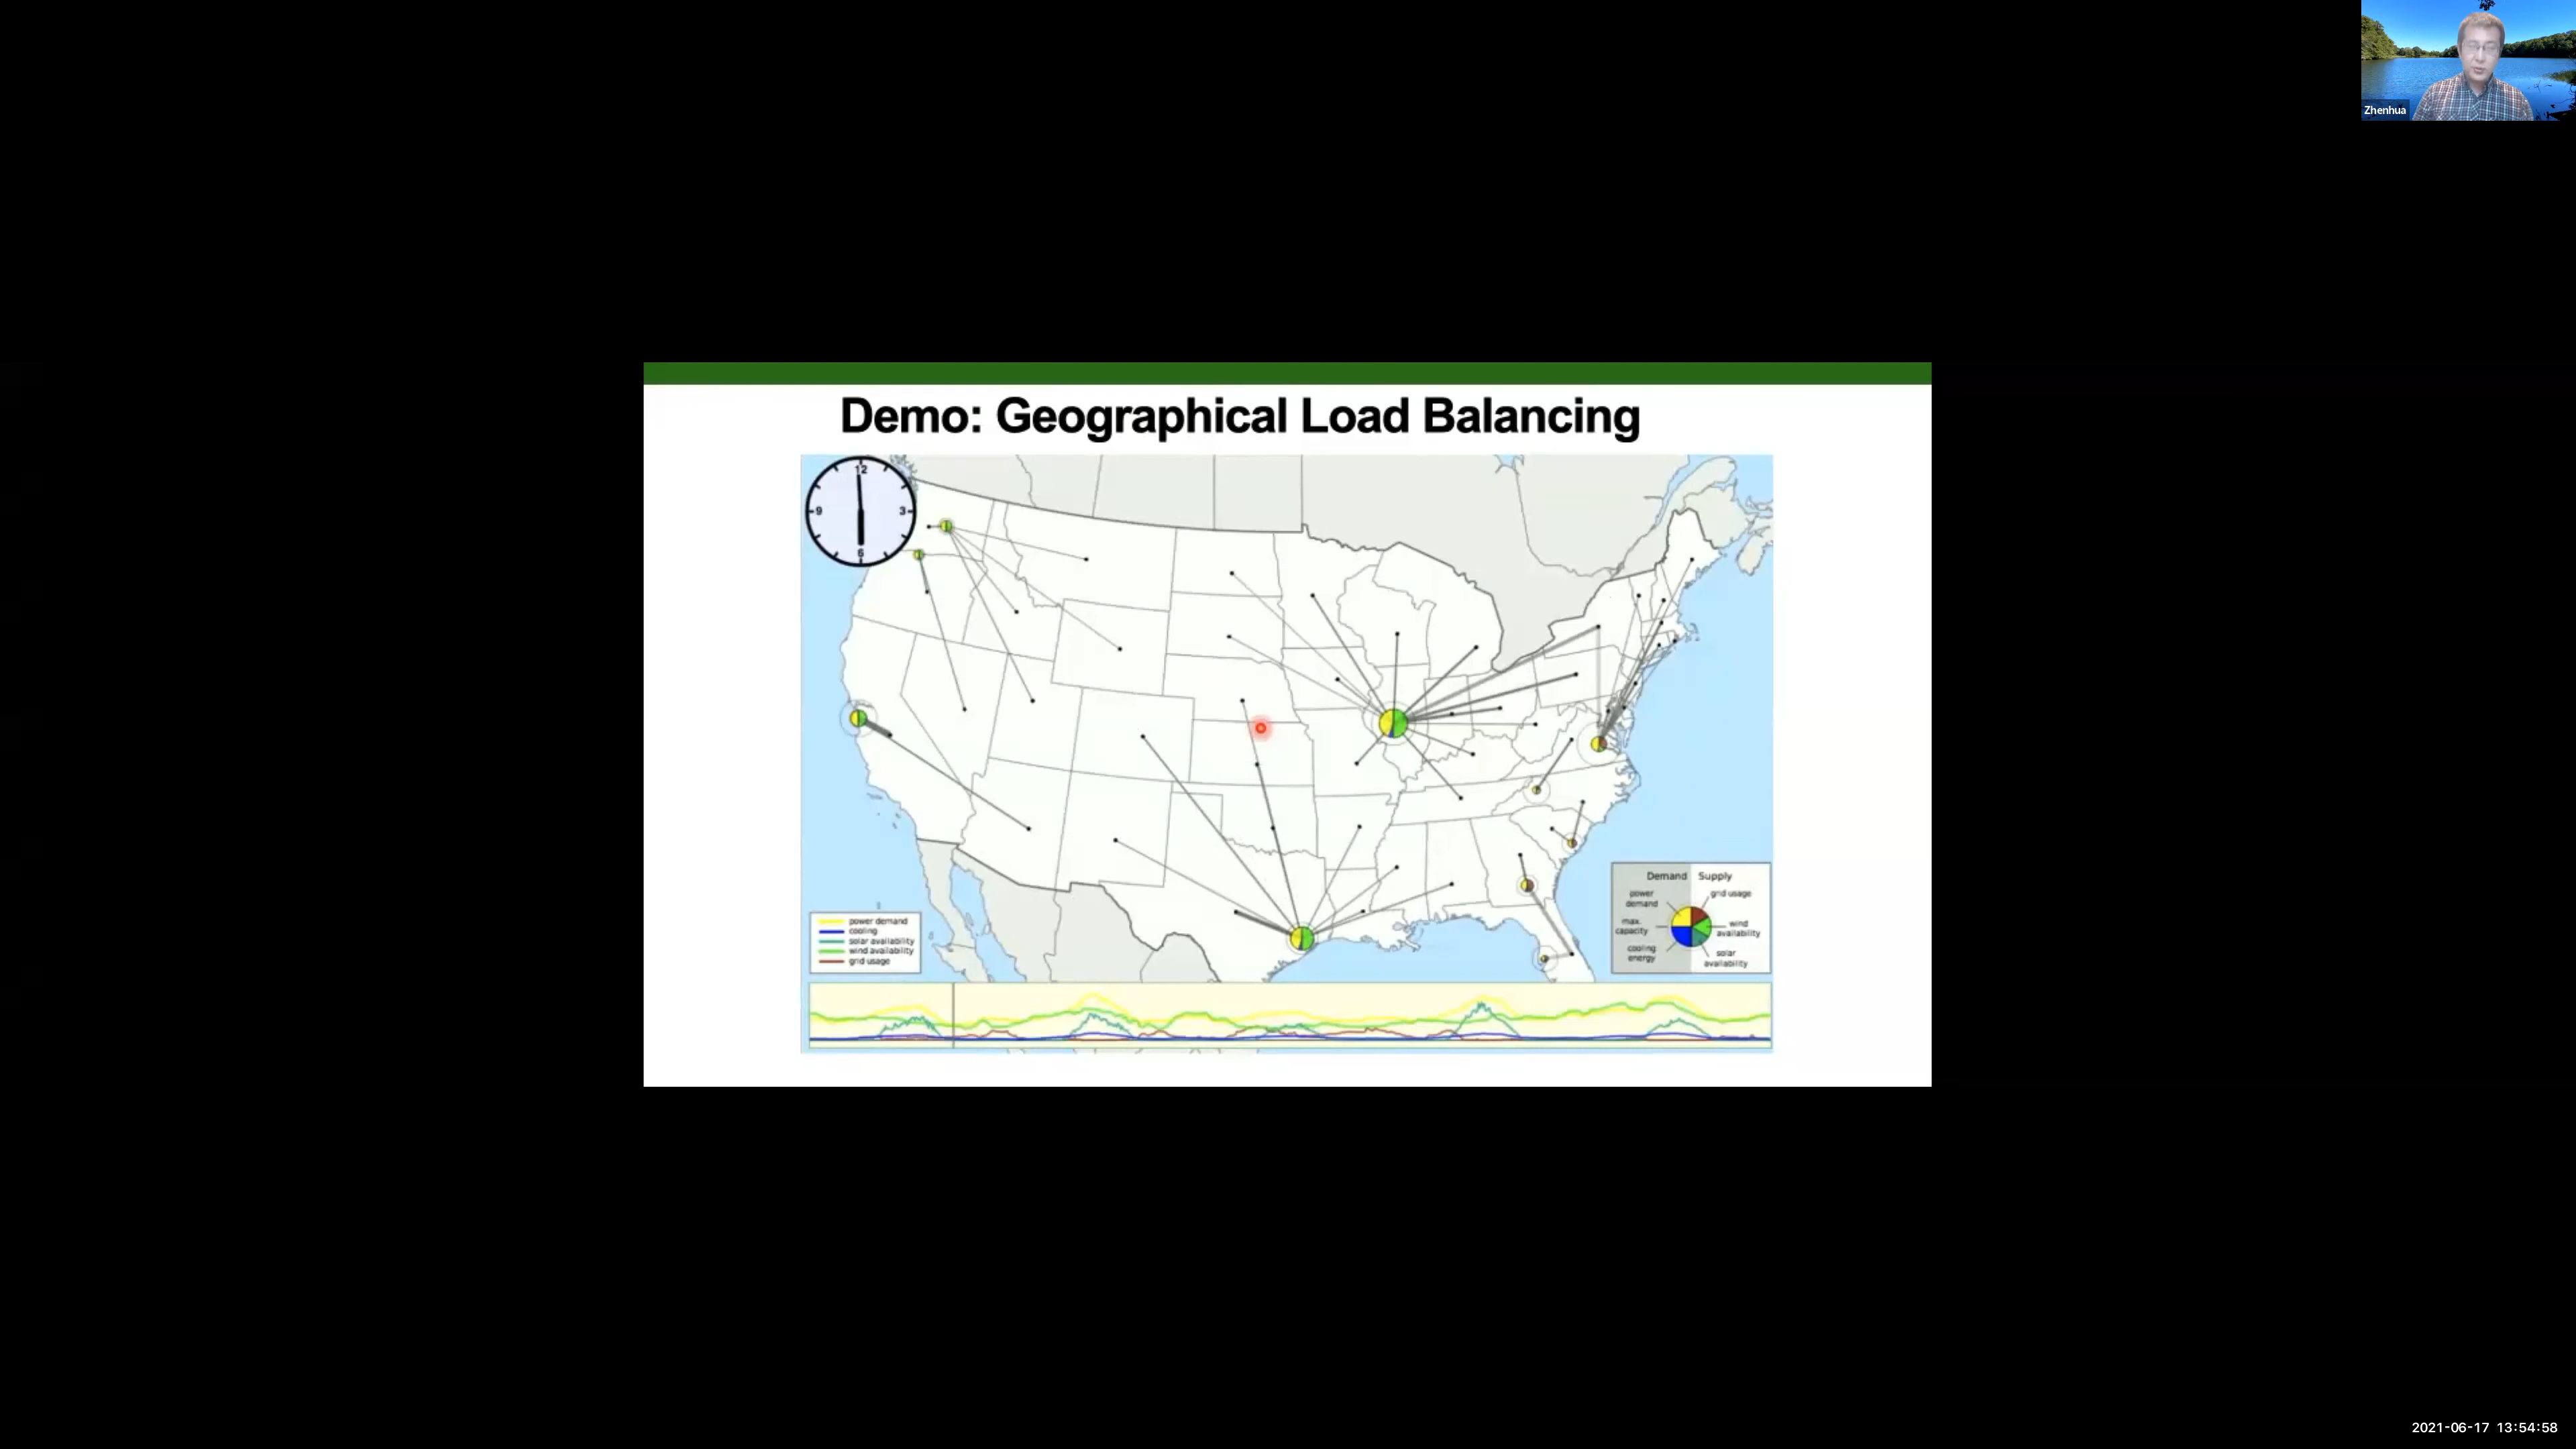 Zhenhua
Demo: Geographical Load Balancing
12
9
3
6
power demand
cooling
solar availability
wind availability
grid usage
Demand Supply
power
demand
grid usage
max.
capacity
wind
availability
cooling
energy
solar
availability
2021-06-17 13:54:58